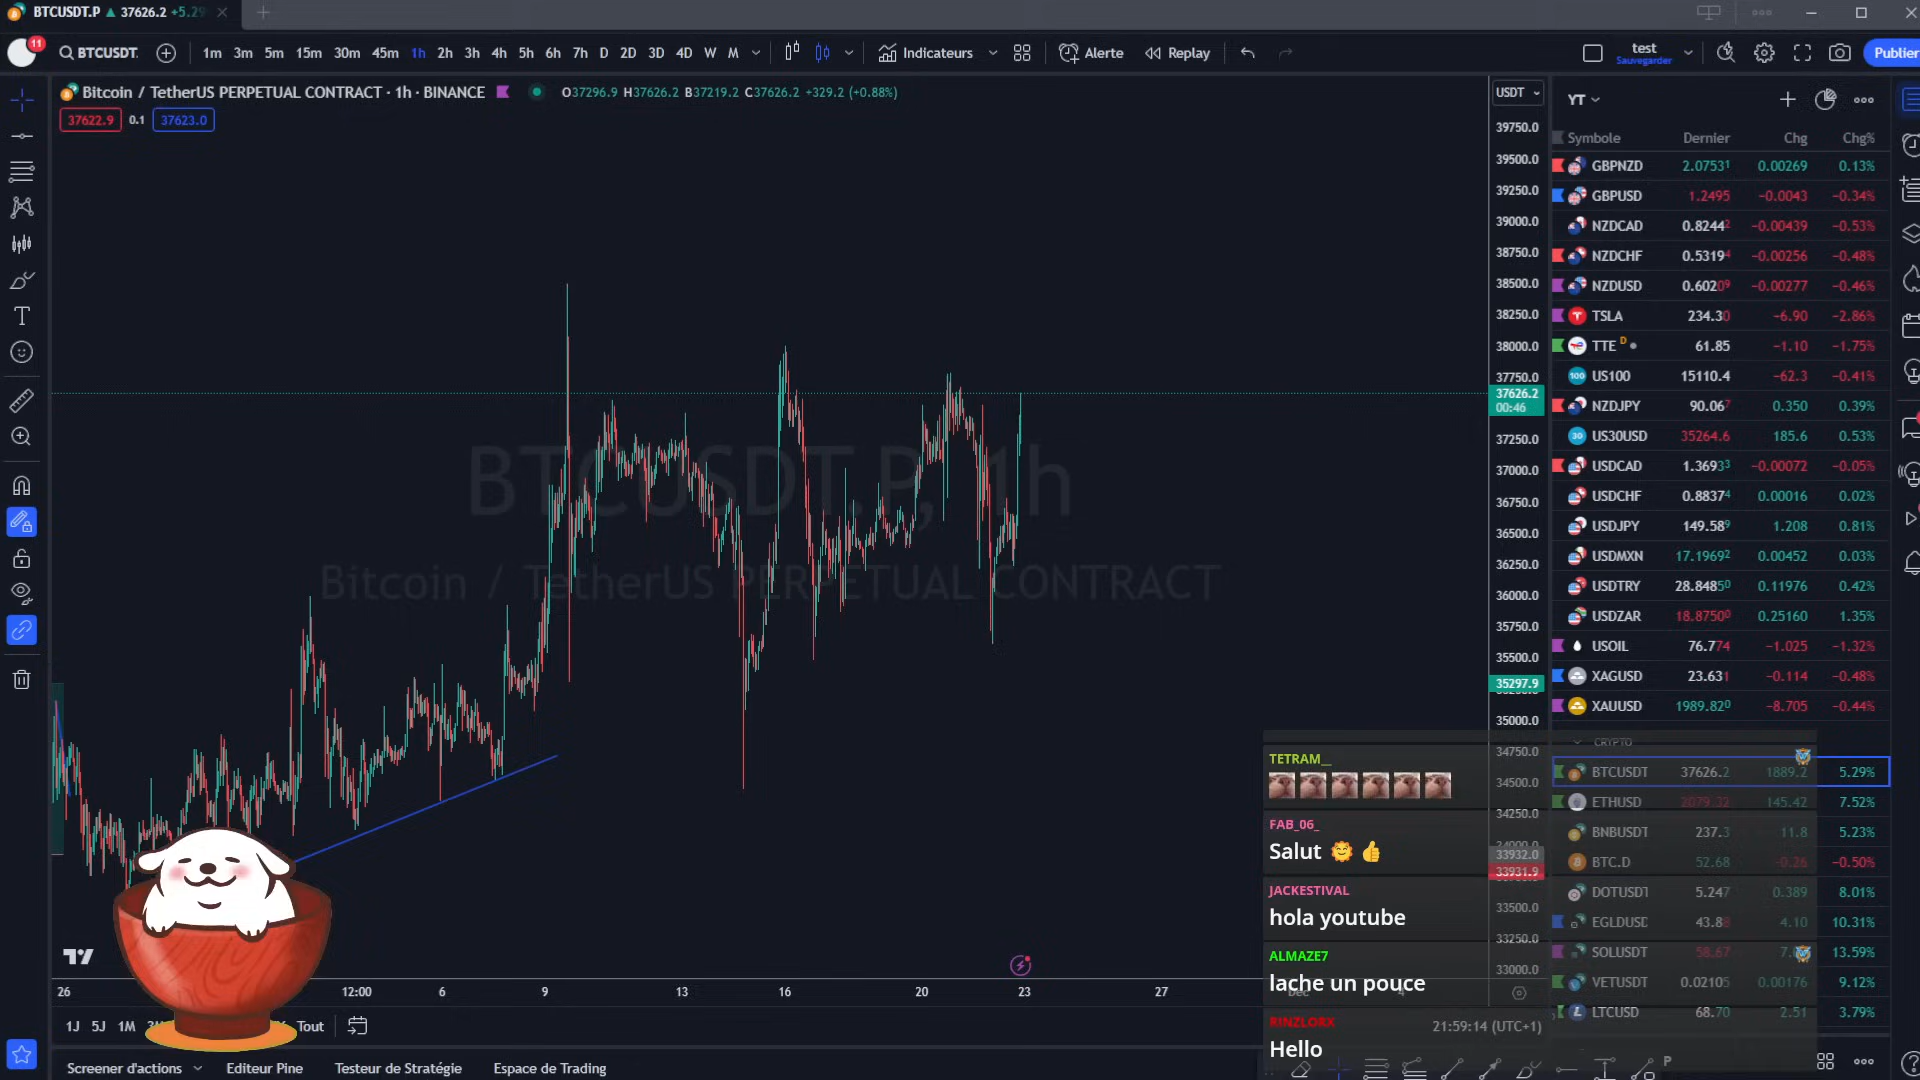 BTCUSDT.P ▲ 37626.2 +5.29
11 BTCUSDT. 1m 3m 5m 15m 30m 45m 1h 2h 3h 4h 5h 6h 7h D 2D 3D 4D W M Indicateurs Alerte Replay test Publier
Sauvegarder
Bitcoin / TetherUS PERPETUAL CONTRACT · 1h · BINANCE O37296.9 H37626.2 B37219.2 C37626.2 +329.2 (+0.88%)
37622.9 0.1 37623.0
BTCUSDT.P, 1h
Bitcoin / TetherUS PERPETUAL CONTRACT
USDT
39750.0
39500.0
39250.0
39000.0
38750.0
38500.0
38250.0
38000.0
37750.0
37626.2
00:46
37250.0
37000.0
36750.0
36500.0
36250.0
36000.0
35750.0
35500.0
35297.9
35000.0
34750.0
34500.0
34250.0
33932.0
33931.9
33500.0
33250.0
33000.0
YT
Symbole Dernier Chg Chg%
GBPNZD 2.07531 0.00269 0.13%
GBPUSD 1.2495 −0.0043 −0.34%
NZDCAD 0.82442 −0.00439 −0.53%
NZDCHF 0.53194 −0.00256 −0.48%
NZDUSD 0.60209 −0.00277 −0.46%
TSLA 234.30 −6.90 −2.86%
TTE D 61.85 −1.10 −1.75%
100 US100 15110.4 −62.3 −0.41%
NZDJPY 90.067 0.350 0.39%
30 US30USD 35264.6 185.6 0.53%
USDCAD 1.36933 −0.00072 −0.05%
USDCHF 0.88374 0.00016 0.02%
USDJPY 149.589 1.208 0.81%
USDMXN 17.19692 0.00452 0.03%
USDTRY 28.84850 0.11976 0.42%
USDZAR 18.87500 0.25160 1.35%
USOIL 76.774 −1.025 −1.32%
XAGUSD 23.631 −0.114 −0.48%
XAUUSD 1989.820 −8.705 −0.44%
CRYPTO
BTCUSDT 37626.2 1889.2 5.29%
ETHUSD 2079.32 145.42 7.52%
BNBUSDT 237.3 11.8 5.23%
BTC.D 52.68 −0.26 −0.50%
DOTUSDT 5.247 0.389 8.01%
EGLDUSD 43.88 4.10 10.31%
SOLUSDT 58.67 13.59%
VETUSDT 0.02105 0.00176 9.12%
LTCUSD 68.70 2.51 3.79%
TETRAM__
FAB_06_
Salut 🌞 👍
JACKESTIVAL
hola youtube
ALMAZE7
lache un pouce
RINZLORX
Hello
26 12:00 6 9 13 16 20 23 27 Dec 4
1J 5J 1M Tout 21:59:14 (UTC+1)
Screener d'actions Editeur Pine Testeur de Stratégie Espace de Trading
P